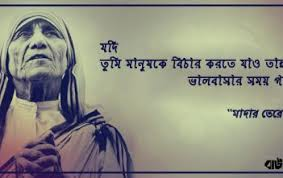 যদি
তুমি মানুষকে বিচার করতে যাও তাহ
ভালবাসার সময় প
"মাদার তেরে